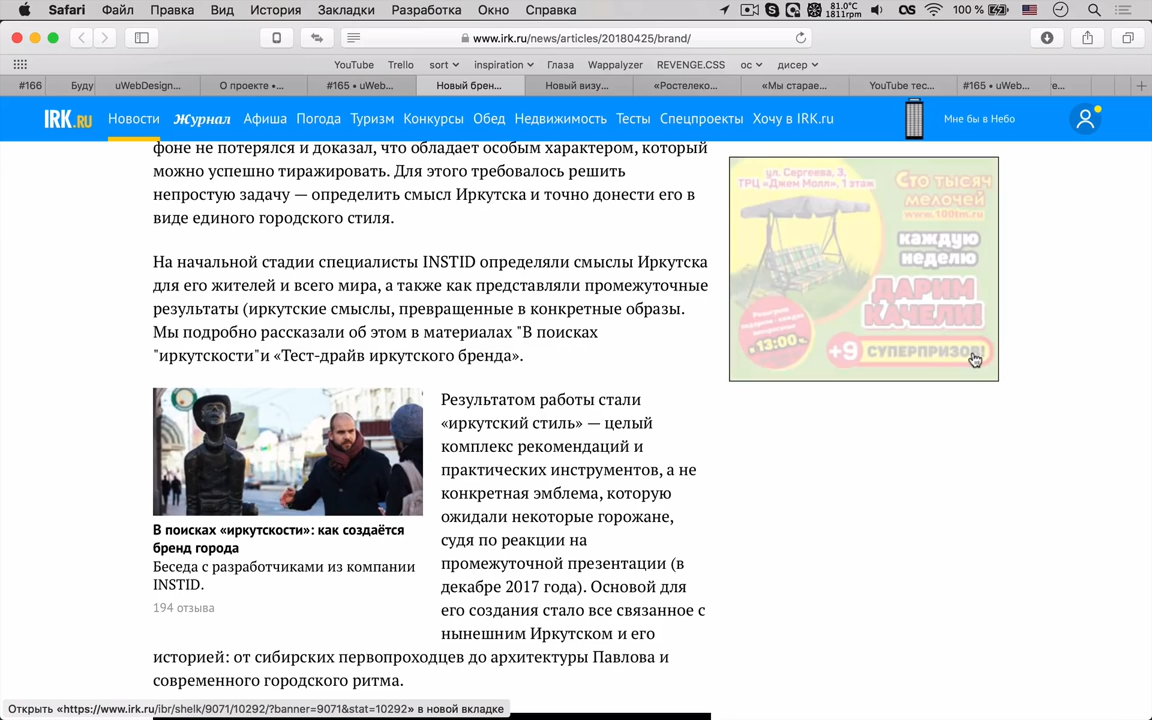 Safari Файл Правка Вид История Закладки Разработка Окно Справка 81.0°C 1811rpm 100 %
www.irk.ru/news/articles/20180425/brand/
YouTube Trello sort inspiration Глаза Wappalyzer REVENGE.CSS ос дисер
#166 Буду uWebDesign... О проекте •... #165 • uWeb... Новый брен... Новый визу... «Ростелеко... «Мы старае... YouTube тес... #165 • uWeb... е...
IRK.RU Новости Журнал Афиша Погода Туризм Конкурсы Обед Недвижимость Тесты Спецпроекты Хочу в IRK.ru Мне бы в Небо
фоне не потерялся и доказал, что обладает особым характером, который
можно успешно тиражировать. Для этого требовалось решить
непростую задачу — определить смысл Иркутска и точно донести его в
виде единого городского стиля.
На начальной стадии специалисты INSTID определяли смыслы Иркутска
для его жителей и всего мира, а также как представляли промежуточные
результаты (иркутские смыслы, превращенные в конкретные образы.
Мы подробно рассказали об этом в материалах "В поисках
"иркутскости"и «Тест-драйв иркутского бренда».
ул. Сергеева, 3,
ТРЦ «Джем Молл», 1 этаж
Сто тысяч
мелочей
www.100tm.ru
каждую
неделю
ДАРИМ
КАЧЕЛИ!
в 13:00ч.
+9 СУПЕРПРИЗОВ!
В поисках «иркутскости»: как создаётся
бренд города
Беседа с разработчиками из компании
INSTID.
194 отзыва
Результатом работы стали
«иркутский стиль» — целый
комплекс рекомендаций и
практических инструментов, а не
конкретная эмблема, которую
ожидали некоторые горожане,
судя по реакции на
промежуточной презентации (в
декабре 2017 года). Основой для
его создания стало все связанное с
нынешним Иркутском и его
историей: от сибирских первопроходцев до архитектуры Павлова и
современного городского ритма.
Открыть «https://www.irk.ru/ibr/shelk/9071/10292/?banner=9071&stat=10292» в новой вкладке